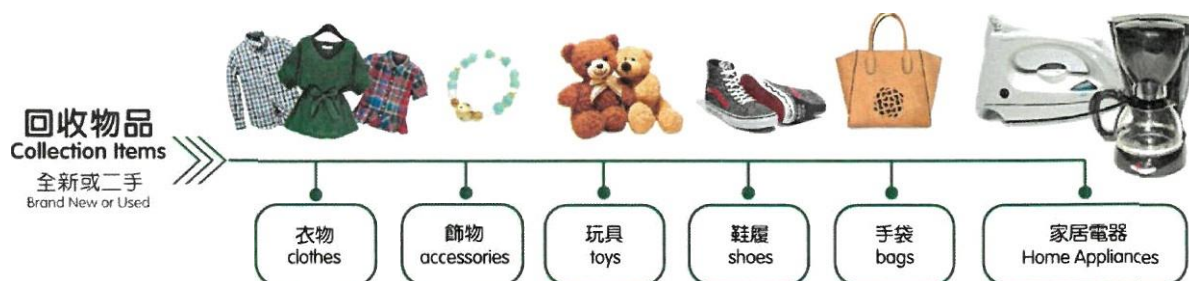 回收物品
Collection Items
全新或二手
Brand New or Used
衣物
clothes
飾物
accessories
玩具
toys
鞋履
shoes
手袋
bags
家居電器
Home Appliances